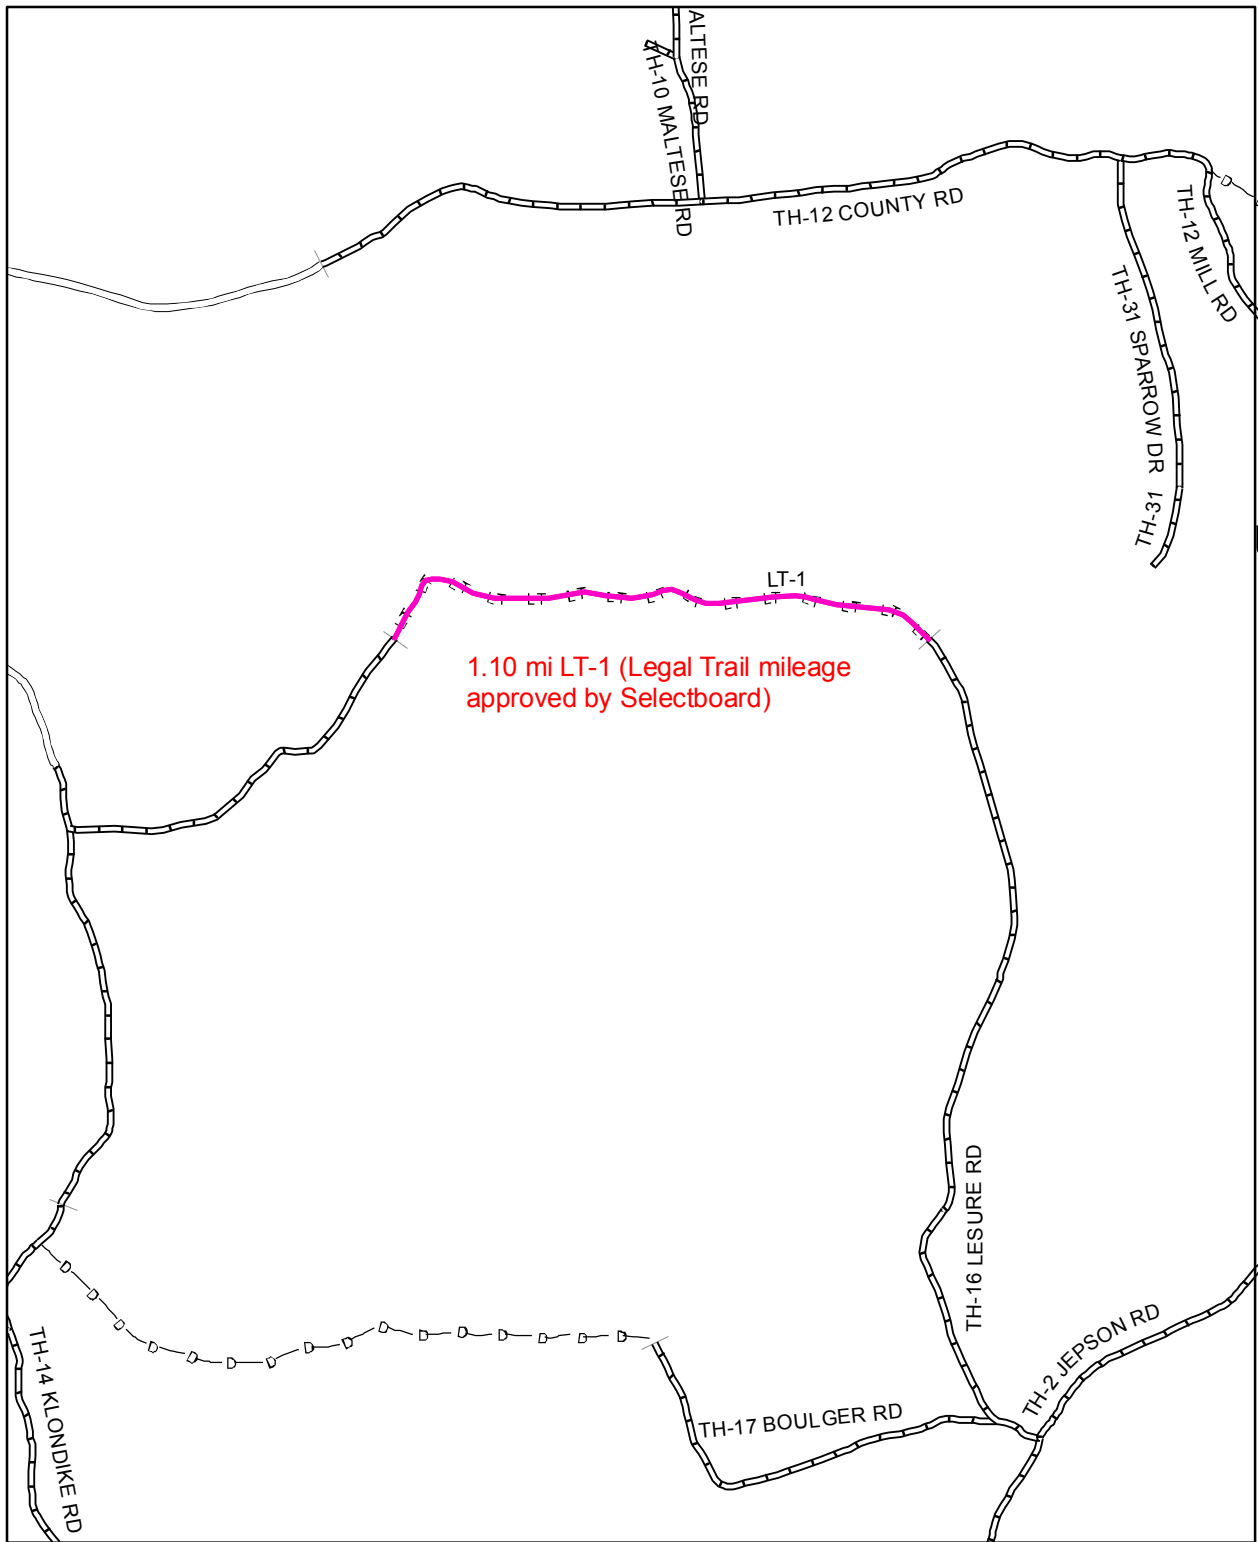 ALTESE RD
TH-10 MALTESE RD
TH-12 COUNTY RD
TH-12 MILL RD
D
TH-31 SPARROW DR
TH-31
LT-1
1.10 mi LT-1 (Legal Trail mileage
approved by Selectboard)
TH-16 LESURE RD
TH-2 JEPSON RD
D D D D D D D D D D D D D D D
TH-14 KLONDIKE RD
TH-17 BOULGER RD